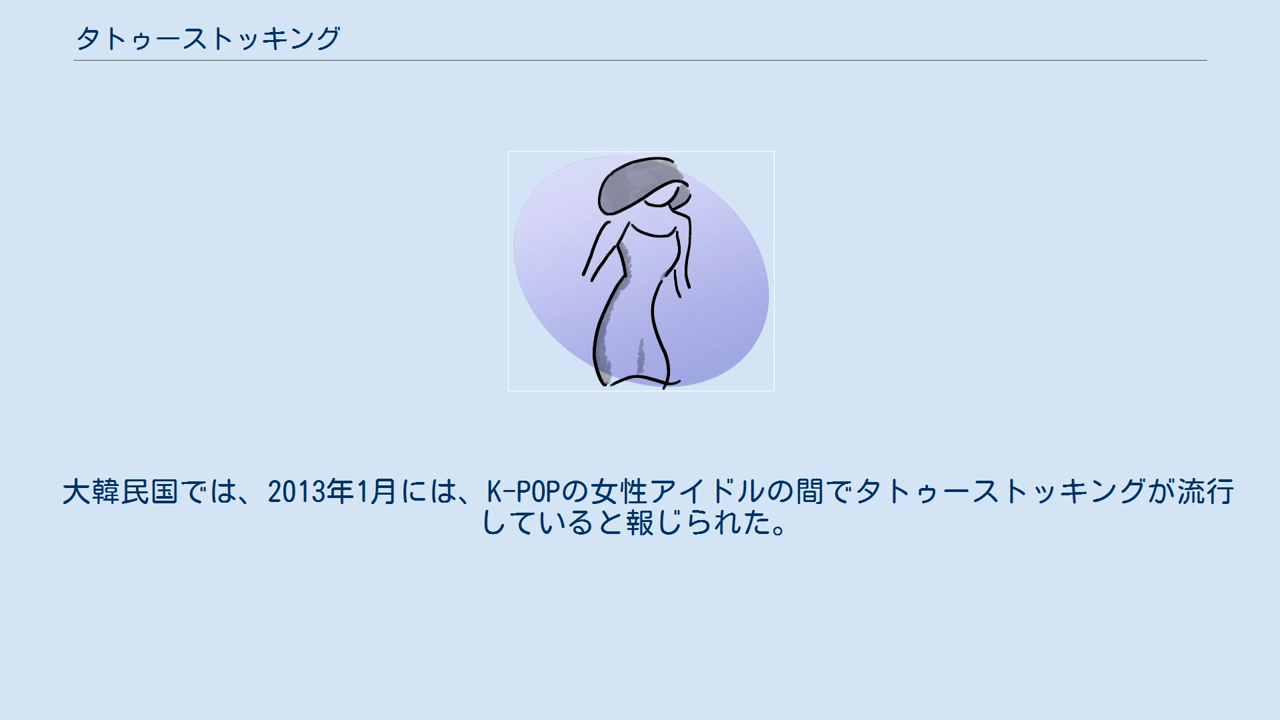 タトゥーストッキング
大韓民国では、2013年1月には、K-POPの女性アイドルの間でタトゥーストッキングが流行
していると報じられた。